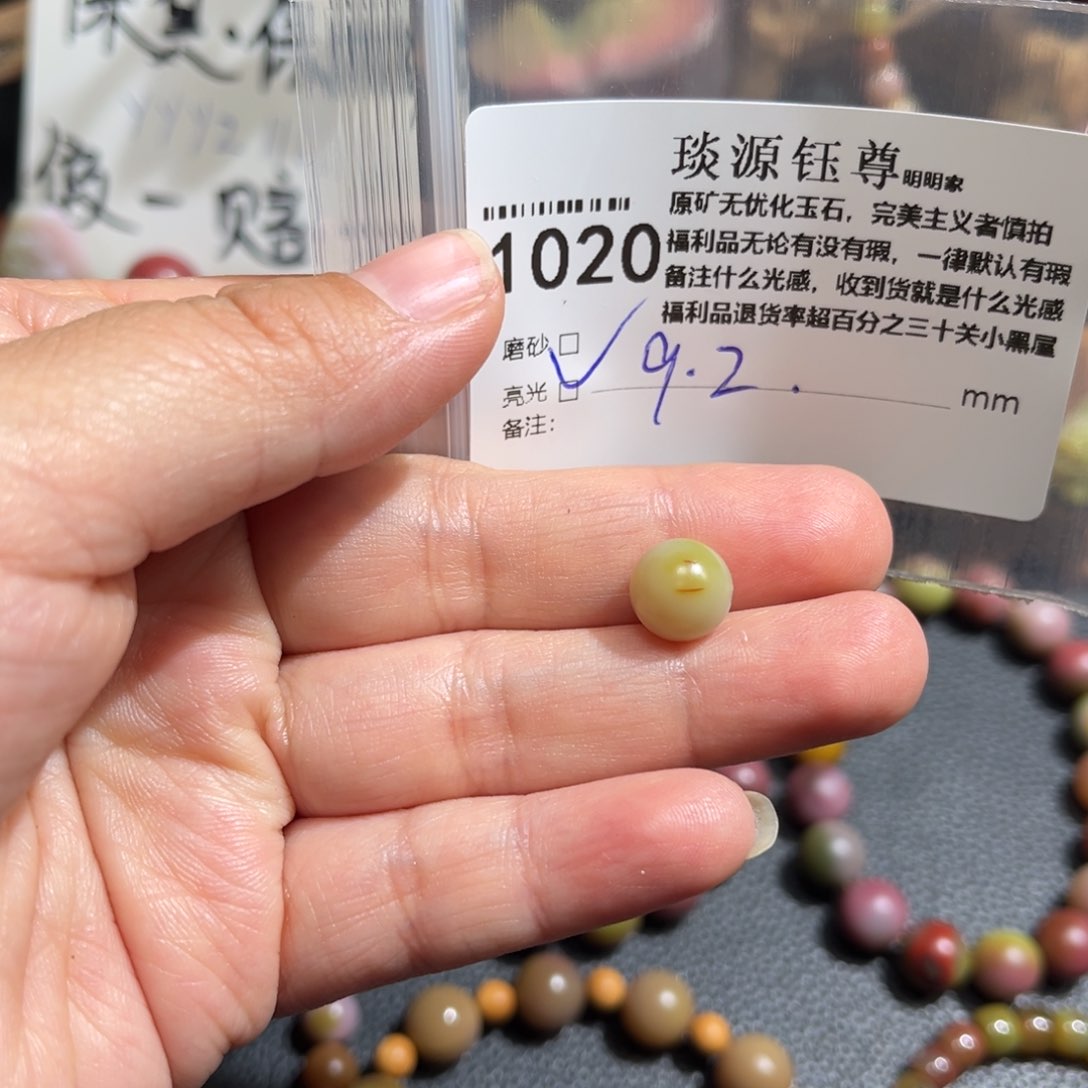 琰源钰尊明明家
原矿无优化玉石，完美主义者慎拍
1020
福利品无论有没有瑕，一律默认有瑕
备注什么光感，收到货就是什么光感
福利品退货率超百分之三十关小黑屋
磨砂□
亮光□ 9.2. mm
备注：
假一赔